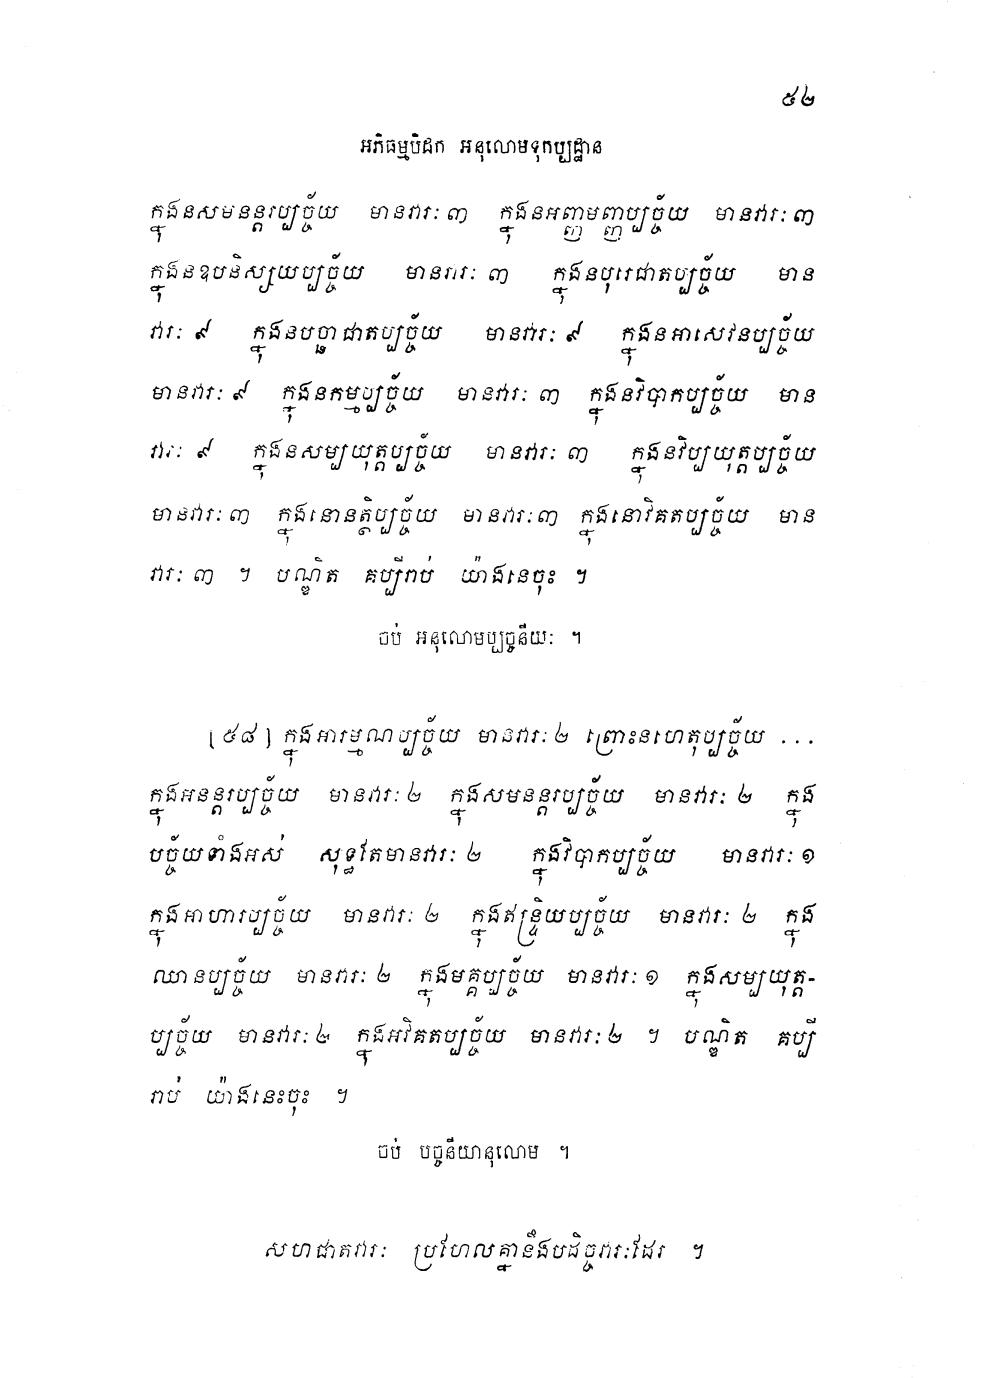 ៥២
អភិធម្មបិដក អនុលោមទុកប្បដ្ឋាន
ក្នុងនសមនន្តរប្បច្ច័យ មានវារៈ ៣ ក្នុងនអញ្ញមញ្ញប្បច្ច័យ មានវារៈ ៣
ក្នុងនឧបនិស្សយប្បច្ច័យ មានវារៈ ៣ ក្នុងនបុរេជាតប្បច្ច័យ មាន
វារៈ ៩ ក្នុងនបច្ឆាជាតប្បច្ច័យ មានវារៈ ៩ ក្នុងនអាសេវនប្បច្ច័យ
មានវារៈ ៩ ក្នុងនកម្មប្បច្ច័យ មានវារៈ ៣ ក្នុងនវិបាកប្បច្ច័យ មាន
វារៈ ៩ ក្នុងនសម្បយុត្តប្បច្ច័យ មានវារៈ ៣ ក្នុងនវិប្បយុត្តប្បច្ច័យ
មានវារៈ ៣ ក្នុងនោនត្ថិប្បច្ច័យ មានវារៈ ៣ ក្នុងនោវិគតប្បច្ច័យ មាន
វារៈ ៣ ។ បណ្ឌិត គប្បីរាប់ យ៉ាងនេចុះ ។
ចប់ អនុលោមប្បច្ចនីយៈ ។
[៥៨] ក្នុងអារម្មណប្បច្ច័យ មានវារៈ ២ ព្រោះនហេតុប្បច្ច័យ ...
ក្នុងអនន្តរប្បច្ច័យ មានវារៈ ២ ក្នុងសមនន្តរប្បច្ច័យ មានវារៈ ២ ក្នុង
បច្ច័យទាំងអស់ សុទ្ធតែមានវារៈ ២ ក្នុងវិបាកប្បច្ច័យ មានវារៈ ១
ក្នុងអាហារប្បច្ច័យ មានវារៈ ២ ក្នុងឥន្ទ្រិយប្បច្ច័យ មានវារៈ ២ ក្នុង
ឈានប្បច្ច័យ មានវារៈ ២ ក្នុងមគ្គប្បច្ច័យ មានវារៈ ១ ក្នុងសម្បយុត្ត-
ប្បច្ច័យ មានវារៈ ២ ក្នុងអវិគតប្បច្ច័យ មានវារៈ ២ ។ បណ្ឌិត គប្បី
រាប់ យ៉ាងនេះចុះ ។
ចប់ បច្ចនីយានុលោម ។
សហជាតវារៈ ប្រហែលគ្នានឹងបដិច្ចវារៈដែរ ។